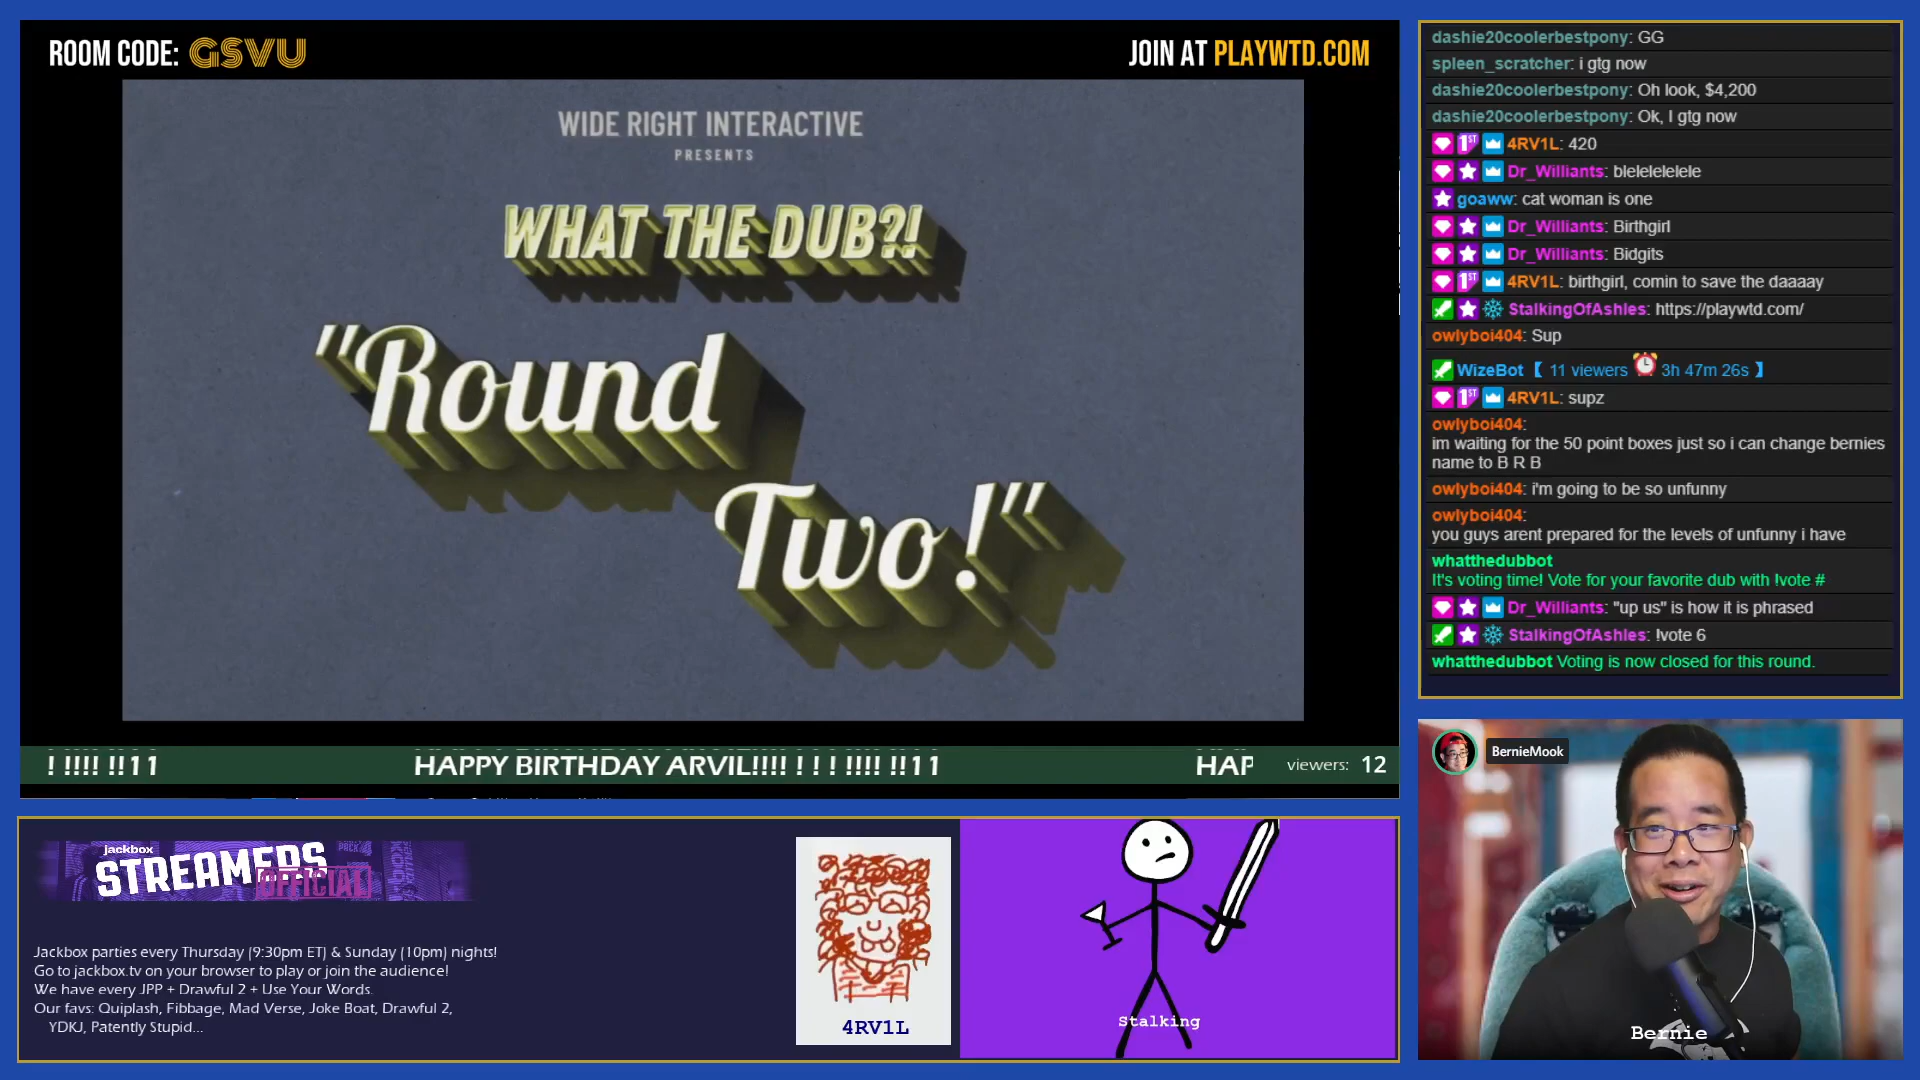 ROOM CODE: GSVU
JOIN AT PLAYWTD.COM
WIDE RIGHT INTERACTIVE
PRESENTS
WHAT THE DUB?!
"Round
Two!"
! !!!! !!11
HAPPY BIRTHDAY ARVIL!!!! ! ! ! !!!! !!11
HAP
viewers: 12
jackbox
STREAMERS
OFFICIAL
Jackbox parties every Thursday (9:30pm ET) & Sunday (10pm) nights!
Go to jackbox.tv on your browser to play or join the audience!
We have every JPP + Drawful 2 + Use Your Words.
Our favs: Quiplash, Fibbage, Mad Verse, Joke Boat, Drawful 2,
YDKJ, Patently Stupid...
4RV1L
Stalking
dashie20coolerbestpony: GG
spleen_scratcher: i gtg now
dashie20coolerbestpony: Oh look, $4,200
dashie20coolerbestpony: Ok, I gtg now
1ST 4RV1L: 420
Dr_Williants: blelelelelele
goaww: cat woman is one
Dr_Williants: Birthgirl
Dr_Williants: Bidgits
1ST 4RV1L: birthgirl, comin to save the daaaay
StalkingOfAshles: https://playwtd.com/
owlyboi404: Sup
WizeBot 【 11 viewers ⏰ 3h 47m 26s 】
1ST 4RV1L: supz
owlyboi404:
im waiting for the 50 point boxes just so i can change bernies
name to B R B
owlyboi404: i'm going to be so unfunny
owlyboi404:
you guys arent prepared for the levels of unfunny i have
whatthedubbot
It's voting time! Vote for your favorite dub with !vote #
Dr_Williants: "up us" is how it is phrased
StalkingOfAshles: !vote 6
whatthedubbot Voting is now closed for this round.
BernieMook
Bernie